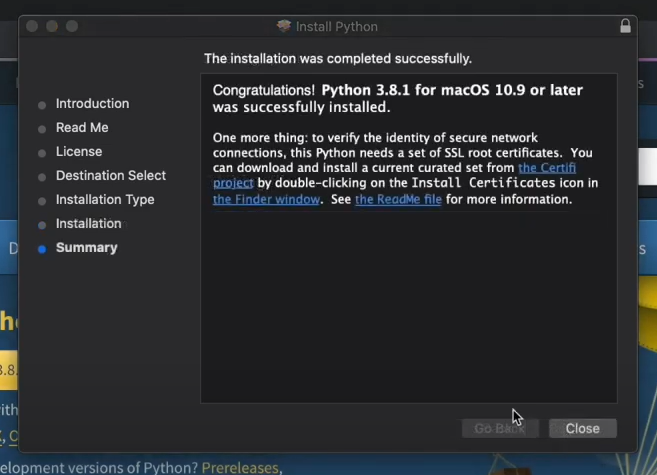 Install Python
The installation was completed successfully.
Introduction
Read Me
License
Destination Select
Installation Type
Installation
Summary
Congratulations! Python 3.8.1 for macOS 10.9 or later
was successfully installed.
One more thing: to verify the identity of secure network
connections, this Python needs a set of SSL root certificates. You
can download and install a current curated set from the Certifi
project by double-clicking on the Install Certificates icon in
the Finder window. See the ReadMe file for more information.
Go Back
Close
elopment versions of Python? Prereleases,